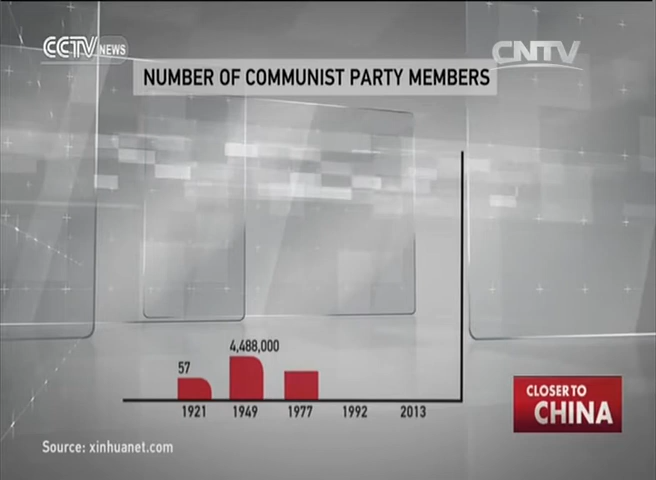 CCTV NEWS
CNTV
NUMBER OF COMMUNIST PARTY MEMBERS
4,488,000
57
1921 1949 1977 1992 2013
CLOSER TO
CHINA
Source: xinhuanet.com